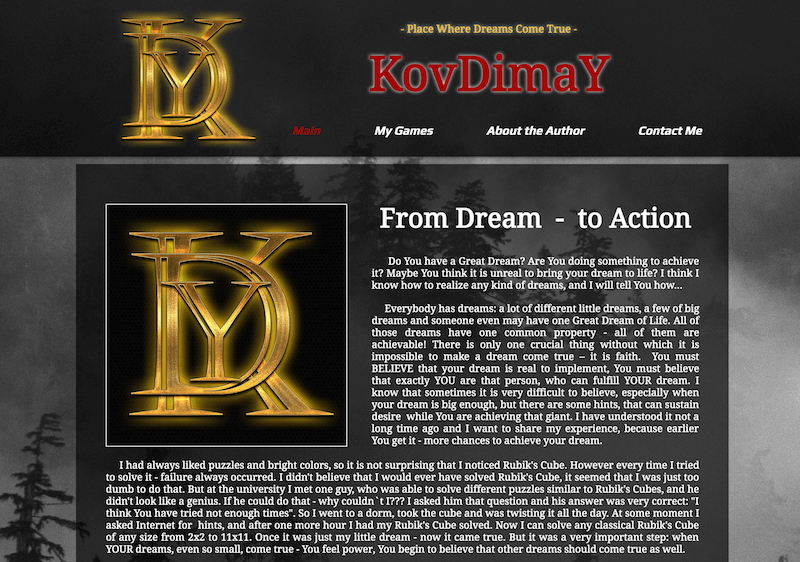 - Place Where Dreams Come True -
KovDimaY
Main
My Games
About the Author
Contact Me
KDY
KDY
From Dream - to Action
Do You have a Great Dream? Are You doing something to achieve
it? Maybe You think it is unreal to bring your dream to life? I think I
know how to realize any kind of dreams, and I will tell You how...
Everybody has dreams: a lot of different little dreams, a few of big
dreams and someone even may have one Great Dream of Life. All of
those dreams have one common property - all of them are
achievable! There is only one crucial thing without which it is
impossible to make a dream come true – it is faith. You must
BELIEVE that your dream is real to implement, You must believe
that exactly YOU are that person, who can fulfill YOUR dream. I
know that sometimes it is very difficult to believe, especially when
your dream is big enough, but there are some hints, that can sustain
desire while You are achieving that giant. I have understood it not a
long time ago and I want to share my experience, because earlier
You get it - more chances to achieve your dream.
I had always liked puzzles and bright colors, so it is not surprising that I noticed Rubik's Cube. However every time I tried
to solve it - failure always occurred. I didn't believe that I would ever have solved Rubik's Cube, it seemed that I was just too
dumb to do that. But at the university I met one guy, who was able to solve different puzzles similar to Rubik's Cubes, and he
didn't look like a genius. If he could do that - why couldn`t I??? I asked him that question and his answer was very correct: "I
think You have tried not enough times". So I went to a dorm, took the cube and was twisting it all the day. At some moment I
asked Internet for hints, and after one more hour I had my Rubik's Cube solved. Now I can solve any classical Rubik's Cube
of any size from 2x2 to 11x11. Once it was just my little dream - now it came true. But it was a very important step: when
YOUR dreams, even so small, come true - You feel power, You begin to believe that other dreams should come true as well.